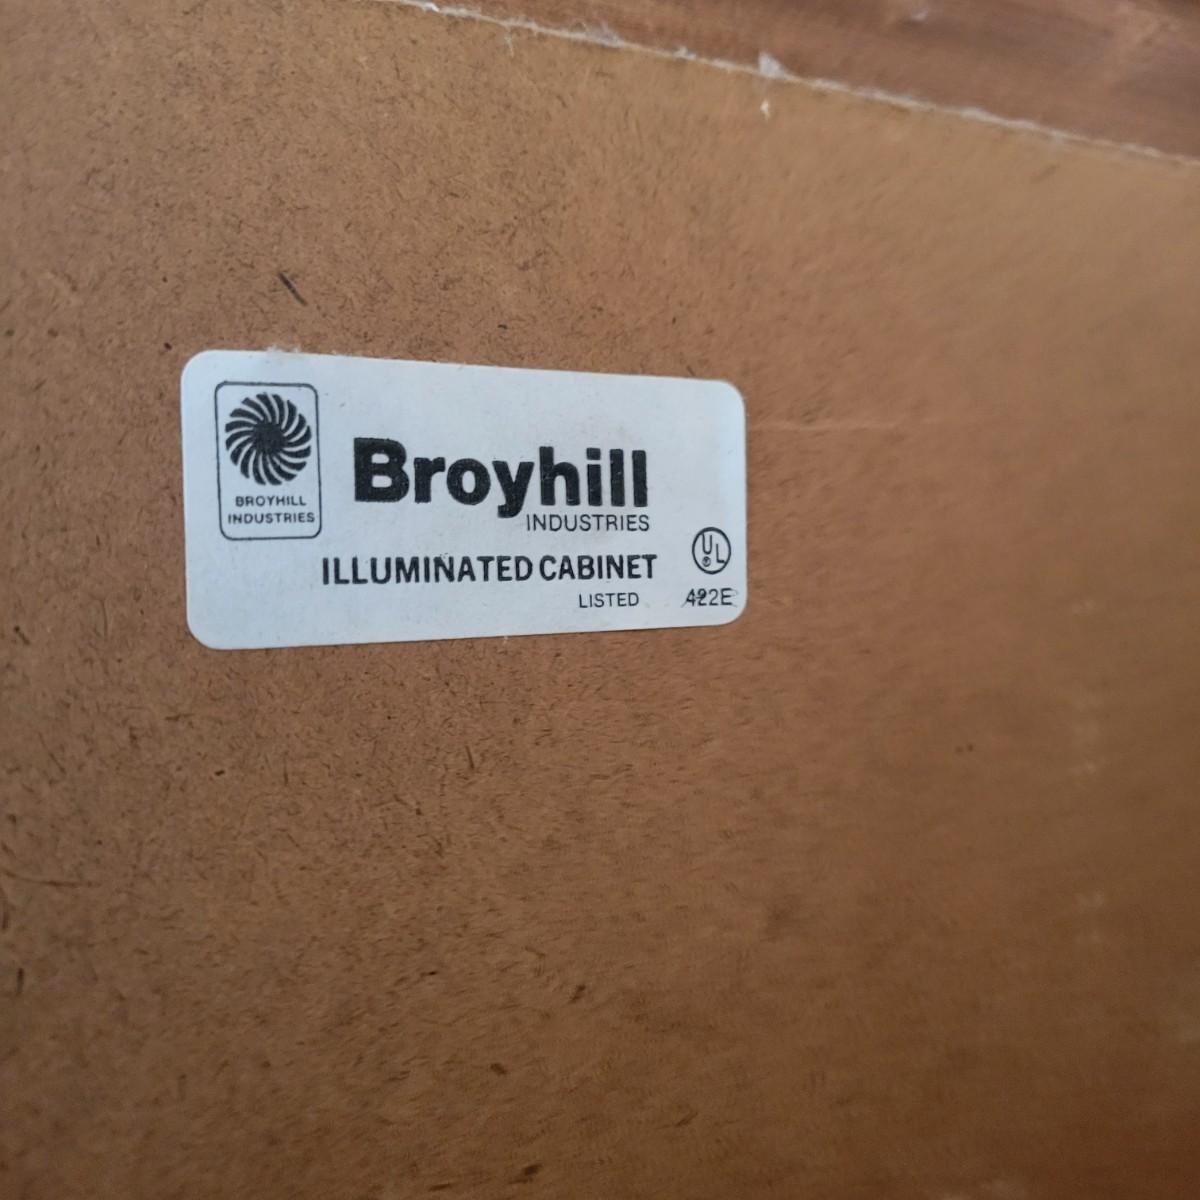 BROYHILL
INDUSTRIES
Broyhill
INDUSTRIES
ILLUMINATED CABINET
UL
®
LISTED 422E